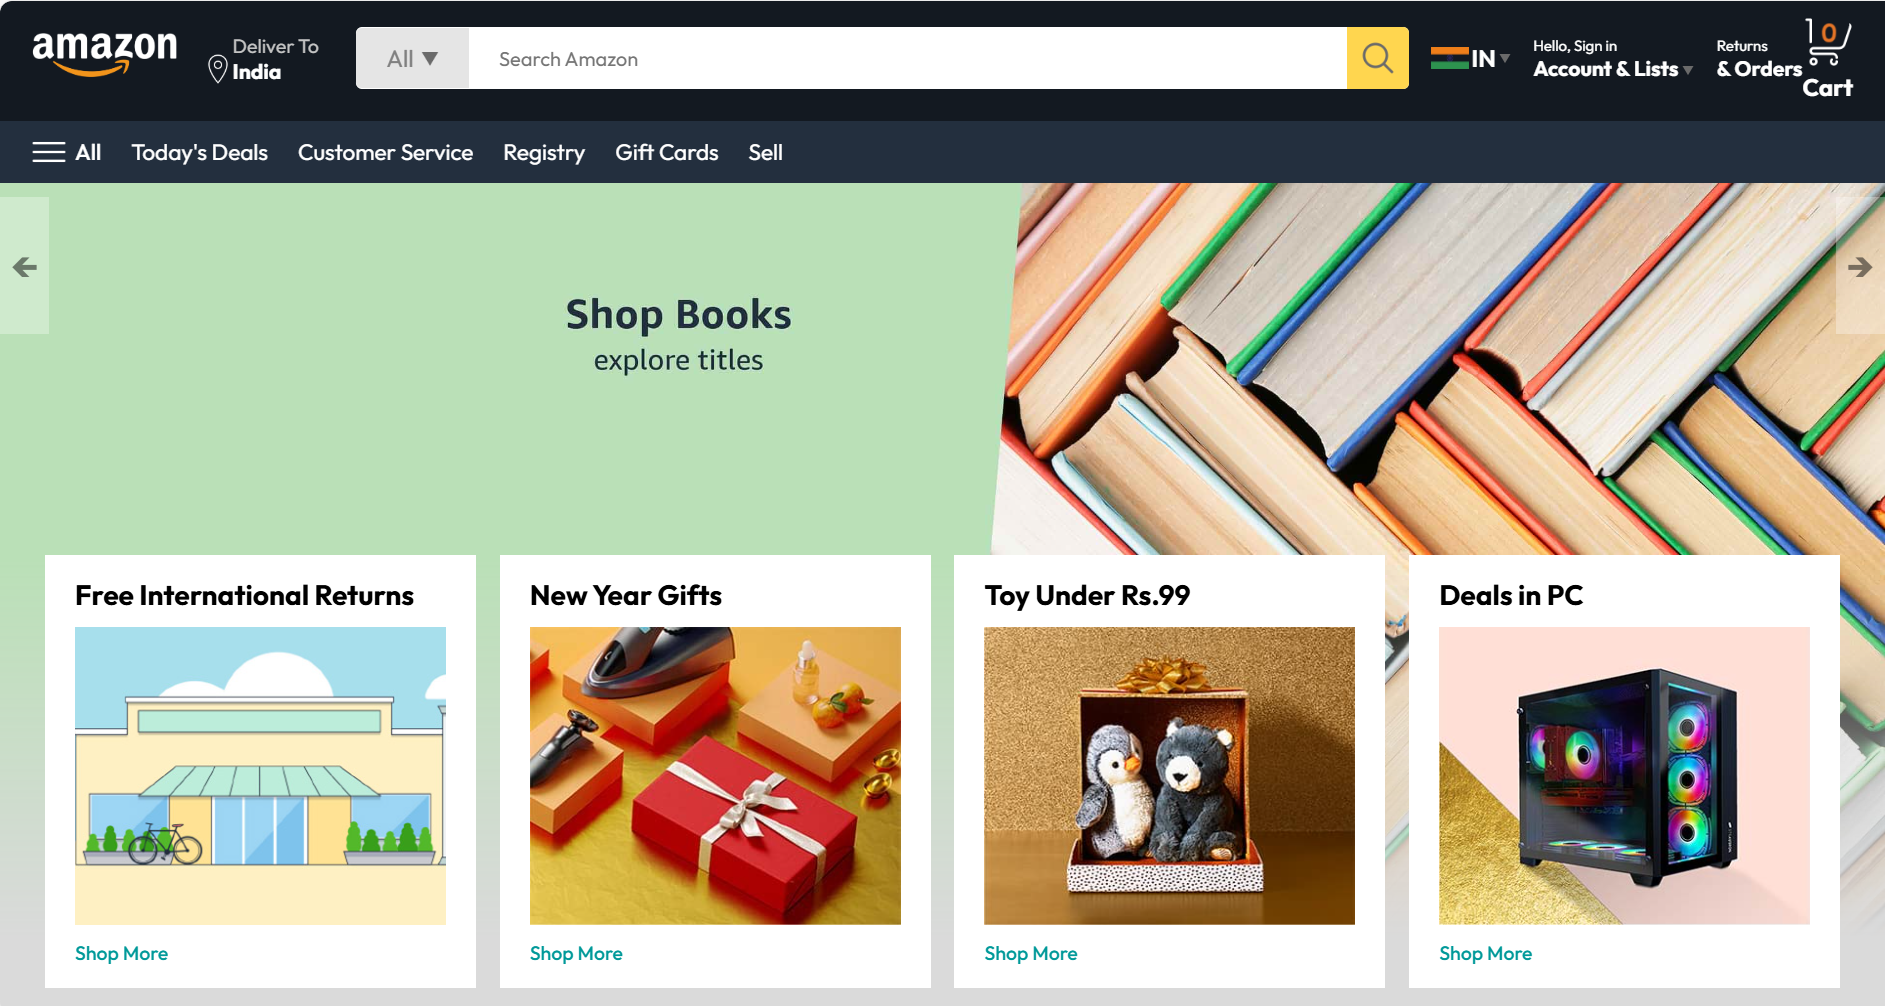 amazon
Deliver To
India
All ▼
Search Amazon
IN
Hello, Sign in
Account & Lists
Returns
& Orders
0
Cart
All
Today's Deals
Customer Service
Registry
Gift Cards
Sell
Shop Books
explore titles
Free International Returns
New Year Gifts
Toy Under Rs.99
Deals in PC
Shop More
Shop More
Shop More
Shop More